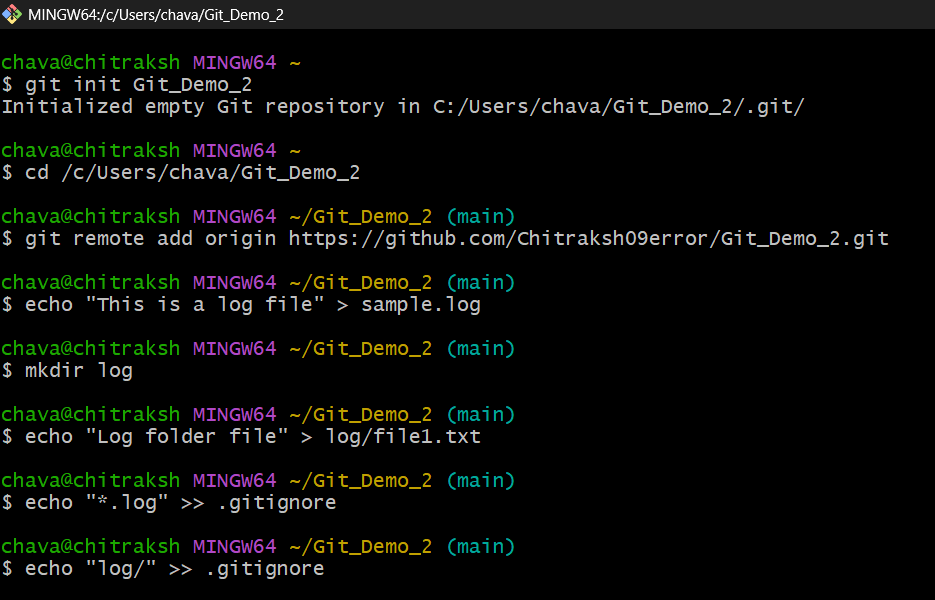 MINGW64:/c/Users/chava/Git_Demo_2
chava@chitraksh MINGW64 ~
$ git init Git_Demo_2
Initialized empty Git repository in C:/Users/chava/Git_Demo_2/.git/
chava@chitraksh MINGW64 ~
$ cd /c/Users/chava/Git_Demo_2
chava@chitraksh MINGW64 ~/Git_Demo_2 (main)
$ git remote add origin https://github.com/Chitraksh09error/Git_Demo_2.git
chava@chitraksh MINGW64 ~/Git_Demo_2 (main)
$ echo "This is a log file" > sample.log
chava@chitraksh MINGW64 ~/Git_Demo_2 (main)
$ mkdir log
chava@chitraksh MINGW64 ~/Git_Demo_2 (main)
$ echo "Log folder file" > log/file1.txt
chava@chitraksh MINGW64 ~/Git_Demo_2 (main)
$ echo "*.log" >> .gitignore
chava@chitraksh MINGW64 ~/Git_Demo_2 (main)
$ echo "log/" >> .gitignore